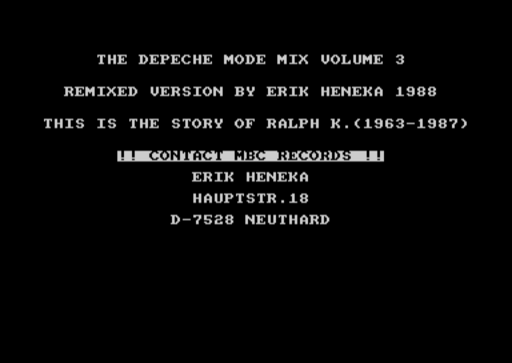 THE DEPECHE MODE MIX VOLUME 3
REMIXED VERSION BY ERIK HENEKA 1988
THIS IS THE STORY OF RALPH K.(1963-1987)
!! CONTACT MBC RECORDS !!
ERIK HENEKA
HAUPTSTR.18
D-7528 NEUTHARD